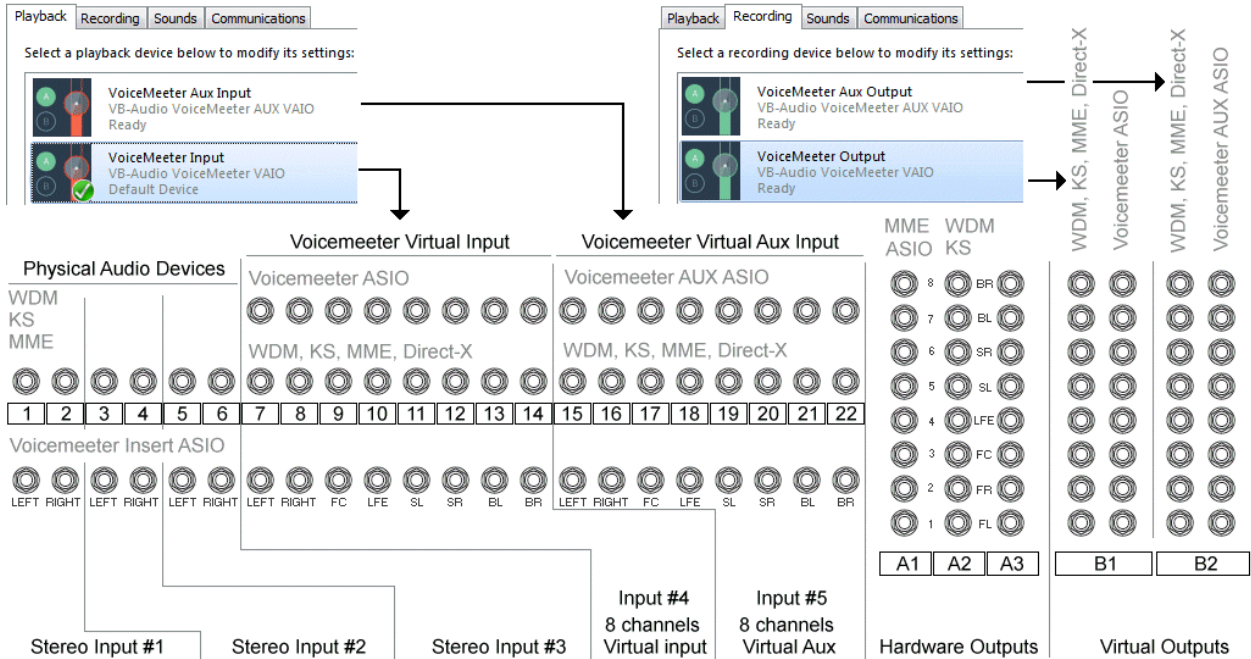 Playback Recording Sounds Communications
Select a playback device below to modify its settings:
A
B
VoiceMeeter Aux Input
VB-Audio VoiceMeeter AUX VAIO
Ready
A
B
VoiceMeeter Input
VB-Audio VoiceMeeter VAIO
Default Device
Playback Recording Sounds Communications
Select a recording device below to modify its settings:
A
B
VoiceMeeter Aux Output
VB-Audio VoiceMeeter AUX VAIO
Ready
A
B
VoiceMeeter Output
VB-Audio VoiceMeeter VAIO
Ready
WDM, KS, MME, Direct-X
Voicemeeter ASIO
WDM, KS, MME, Direct-X
Voicemeeter AUX ASIO
Physical Audio Devices
WDM
KS
MME
Voicemeeter Virtual Input
Voicemeeter ASIO
WDM, KS, MME, Direct-X
Voicemeeter Virtual Aux Input
Voicemeeter AUX ASIO
WDM, KS, MME, Direct-X
1 2 3 4 5 6 7 8 9 10 11 12 13 14 15 16 17 18 19 20 21 22
Voicemeeter Insert ASIO
LEFT RIGHT LEFT RIGHT LEFT RIGHT LEFT RIGHT FC LFE SL SR BL BR LEFT RIGHT FC LFE SL SR BL BR
MME WDM
ASIO KS
8 BR
7 BL
6 SR
5 SL
4 LFE
3 FC
2 FR
1 FL
A1 A2 A3 B1 B2
Stereo Input #1
Stereo Input #2
Stereo Input #3
Input #4
8 channels
Virtual input
Input #5
8 channels
Virtual Aux
Hardware Outputs
Virtual Outputs